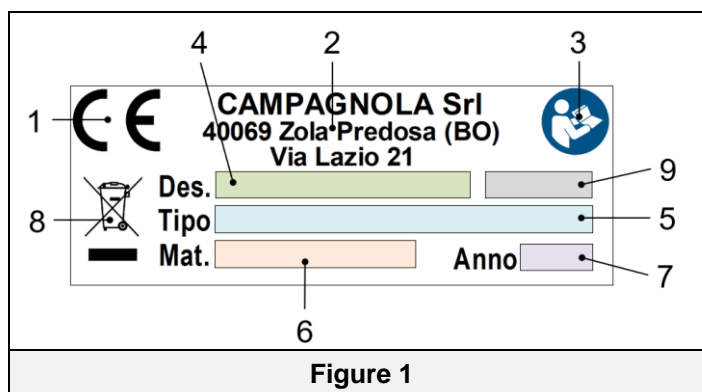 4
2
3
1
CE
CAMPAGNOLA Srl
40069 Zola Predosa (BO)
Via Lazio 21
9
8
Des.
Tipo
5
Mat.
Anno
7
6
Figure 1